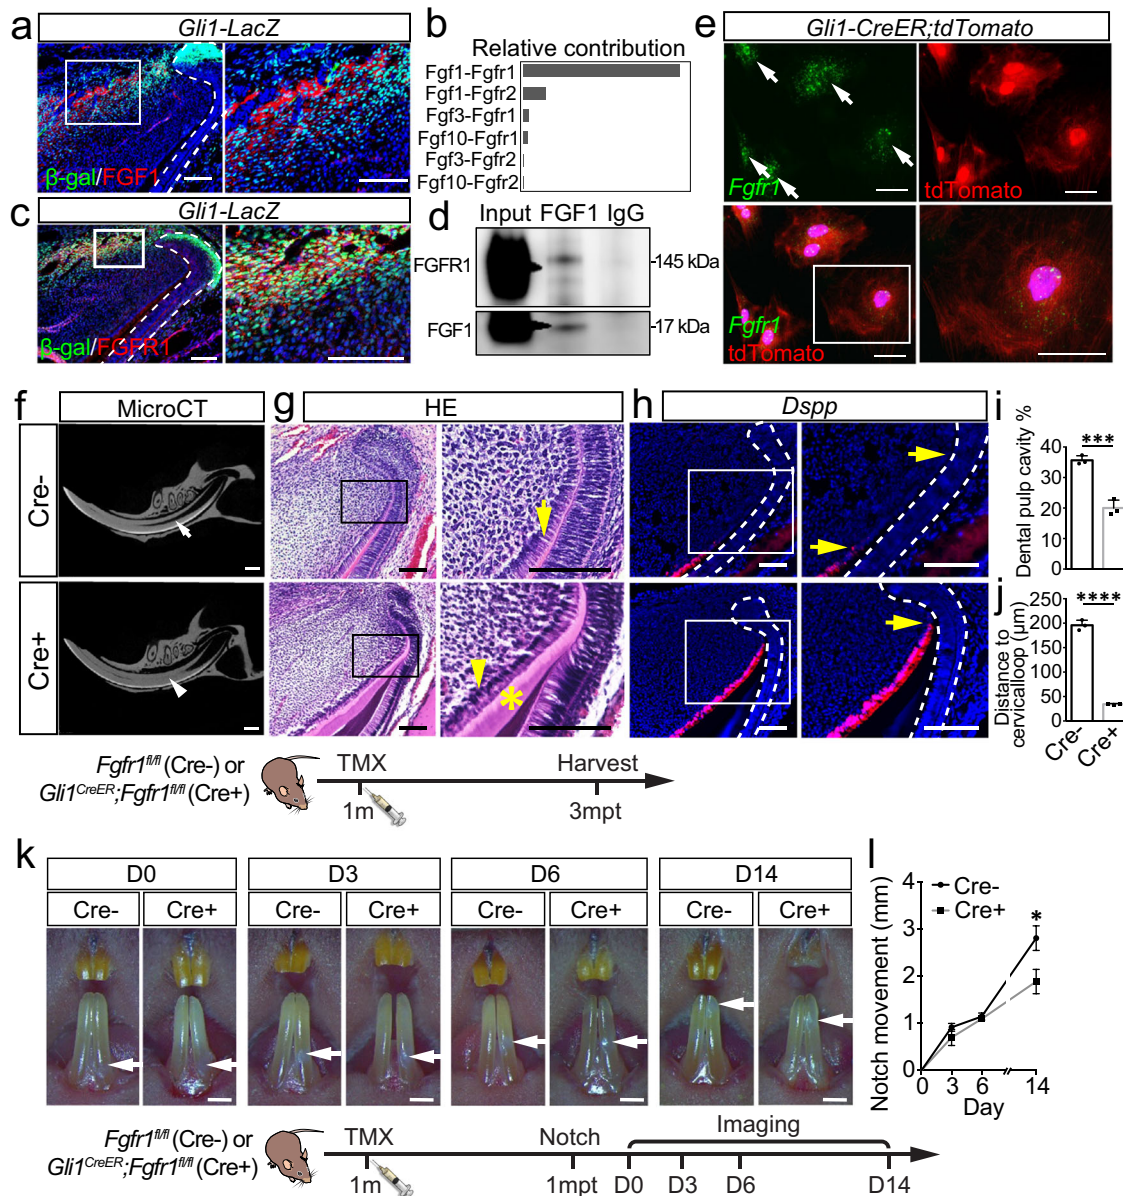 a
Gli1-LacZ
β-gal/FGF1
b
Relative contribution
Fgf1-Fgfr1
Fgf1-Fgfr2
Fgf3-Fgfr1
Fgf10-Fgfr1
Fgf3-Fgfr2
Fgf10-Fgfr2
c
Gli1-LacZ
β-gal/FGFR1
d
Input FGF1 IgG
FGFR1
-145 kDa
FGF1
-17 kDa
e
Gli1-CreER;tdTomato
Fgfr1
tdTomato
Fgfr1
tdTomato
f
MicroCT
Cre-
Cre+
g
HE
h
Dspp
i
Dental pulp cavity %
40
30
20
10
0
***
j
Distance to
cervicalloop (µm)
250
200
150
100
50
0
****
Cre-
Cre+
Fgfr1fl/fl (Cre-) or
Gli1CreER;Fgfr1fl/fl (Cre+)
TMX
1m
Harvest
3mpt
k
D0 D3 D6 D14
Cre- Cre+ Cre- Cre+ Cre- Cre+ Cre- Cre+
l
Notch movement (mm)
4
3
2
1
0
Cre-
Cre+
*
0 3 6 14
Day
Fgfr1fl/fl (Cre-) or
Gli1CreER;Fgfr1fl/fl (Cre+)
TMX
1m
Notch
1mpt
Imaging
D0 D3 D6 D14